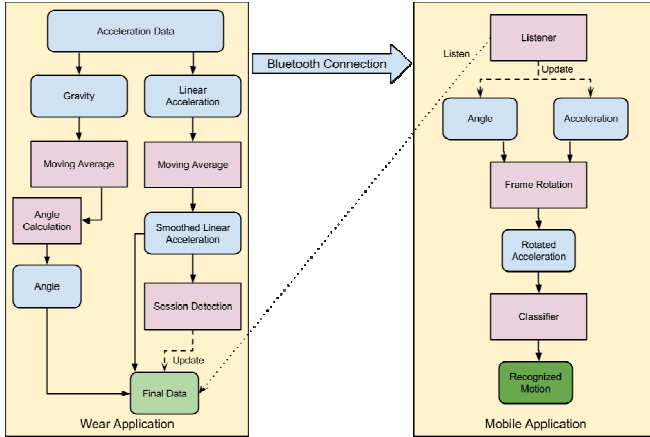 Acceleration Data
Gravity
Linear
Acceleration
Moving Average
Moving Average
Angle
Calculation
Smoothed Linear
Acceleration
Angle
Session Detection
Update
Final Data
Wear Application
Bluetooth Connection
Listener
Listen
Update
Angle
Acceleration
Frame Rotation
Rotated
Acceleration
Classifier
Recognized
Motion
Mobile Application